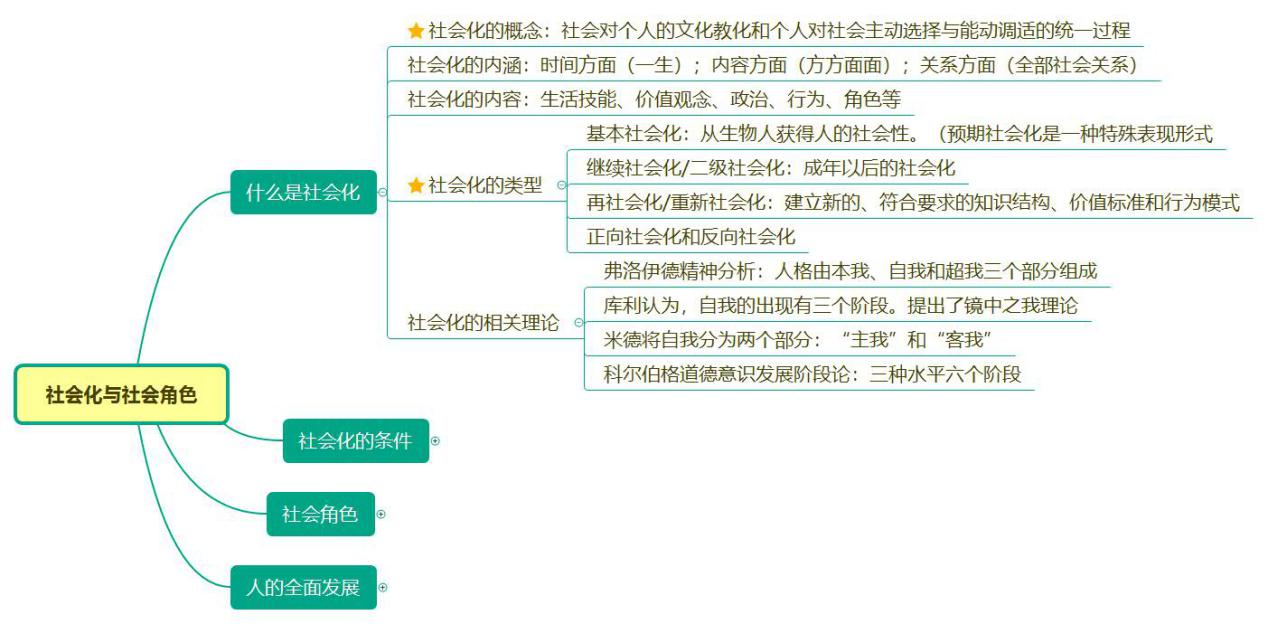 社会化的概念：社会对个人的文化教化和个人对社会主动选择与能动调适的统一过程
社会化的内涵：时间方面（一生）；内容方面（方方面面）；关系方面（全部社会关系）
社会化的内容：生活技能、价值观念、政治、行为、角色等
基本社会化：从生物人获得人的社会性。（预期社会化是一种特殊表现形式
继续社会化/二级社会化：成年以后的社会化
社会化的类型
什么是社会化
再社会化/重新社会化：建立新的、符合要求的知识结构、价值标准和行为模式
正向社会化和反向社会化
弗洛伊德精神分析：人格由本我、自我和超我三个部分组成
库利认为，自我的出现有三个阶段。提出了镜中之我理论
社会化的相关理论
米德将自我分为两个部分：“主我”和“客我”
科尔伯格道德意识发展阶段论：三种水平六个阶段
社会化与社会角色
社会化的条件
社会角色
人的全面发展